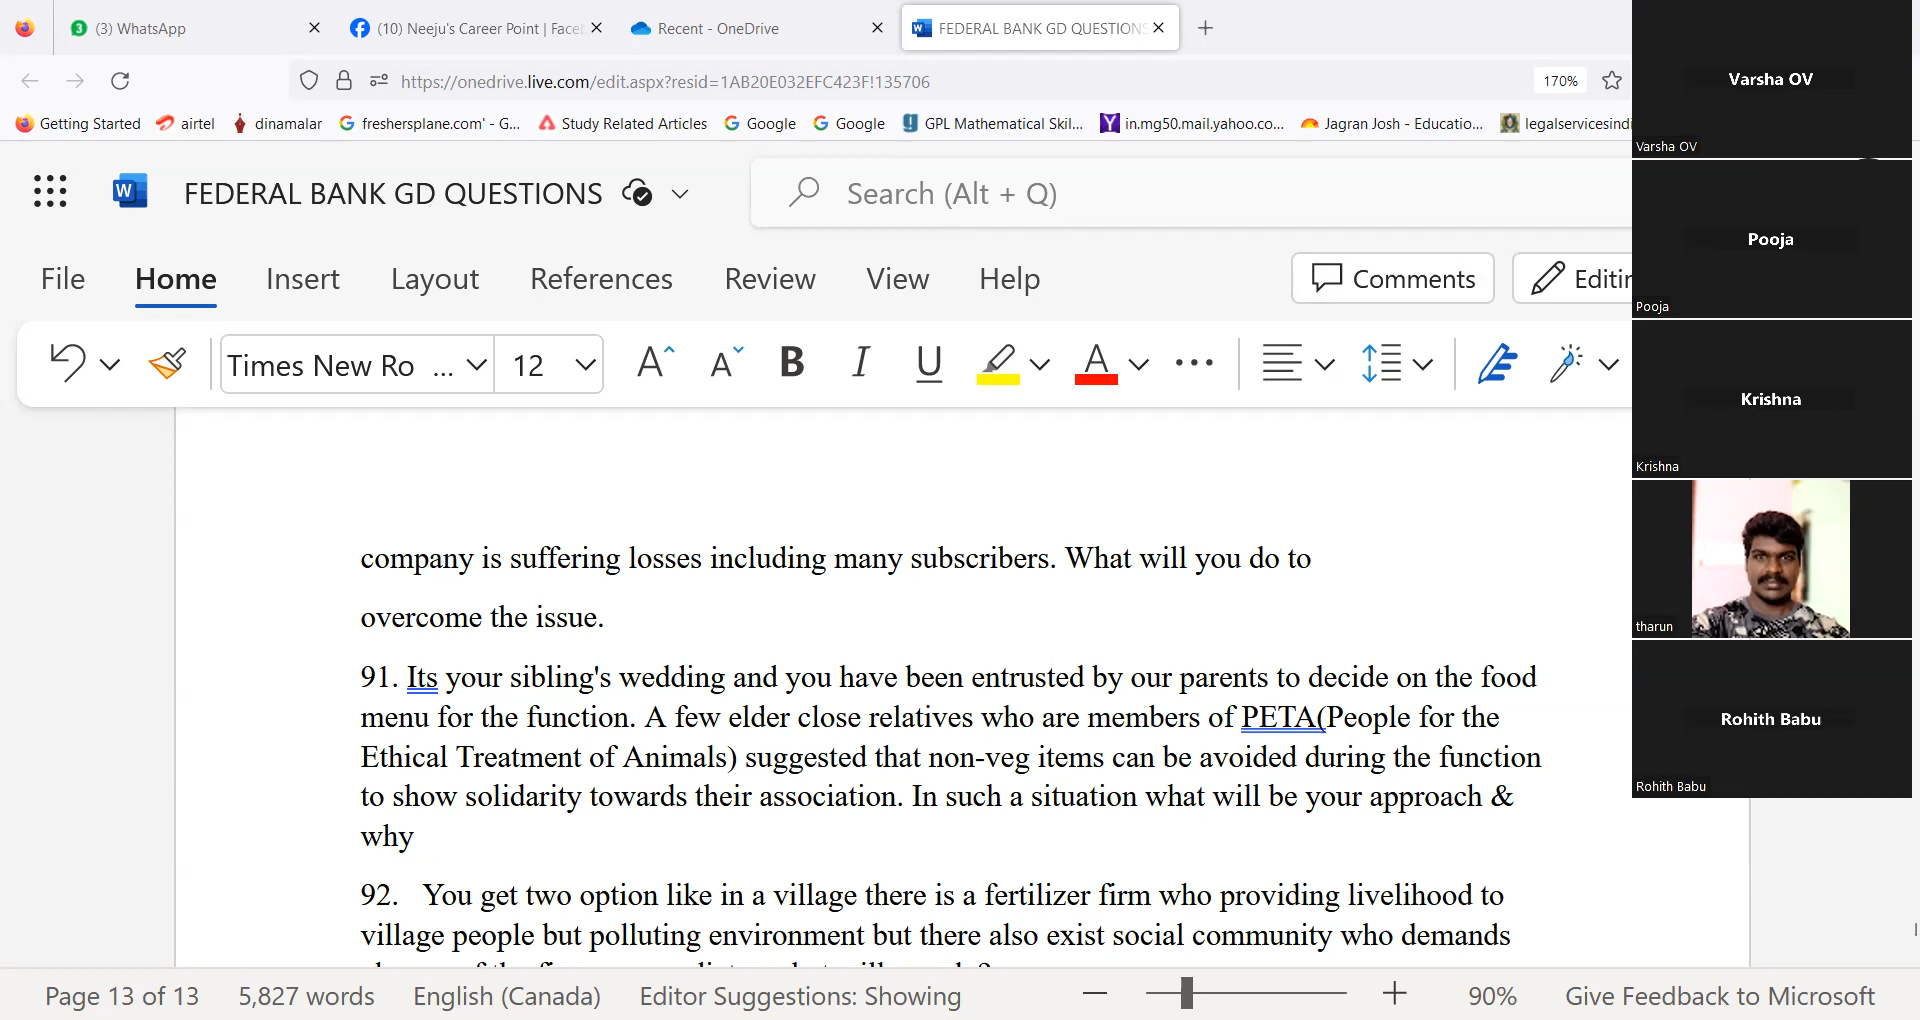 (3) WhatsApp
(10) Neeju's Career Point | Face
Recent - OneDrive
FEDERAL BANK GD QUESTIONS
https://onedrive.live.com/edit.aspx?resid=1AB20E032EFC423F!135706
170%
Getting Started
airtel
dinamalar
freshersplane.com' - G...
Study Related Articles
Google
Google
GPL Mathematical Skil...
in.mg50.mail.yahoo.co...
Jagran Josh - Educatio...
legalservicesindi
FEDERAL BANK GD QUESTIONS
Search (Alt + Q)
File Home Insert Layout References Review View Help
Comments
Editin
Times New Ro ... 12
company is suffering losses including many subscribers. What will you do to
overcome the issue.
91. Its your sibling's wedding and you have been entrusted by our parents to decide on the food
menu for the function. A few elder close relatives who are members of PETA(People for the
Ethical Treatment of Animals) suggested that non-veg items can be avoided during the function
to show solidarity towards their association. In such a situation what will be your approach &
why
92. You get two option like in a village there is a fertilizer firm who providing livelihood to
village people but polluting environment but there also exist social community who demands
Page 13 of 13 5,827 words English (Canada) Editor Suggestions: Showing
90% Give Feedback to Microsoft
Varsha OV
Varsha OV
Pooja
Pooja
Krishna
Krishna
tharun
Rohith Babu
Rohith Babu